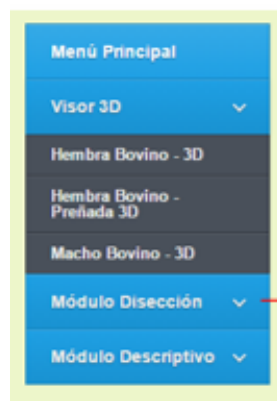 Menú Principal
Visor 3D
Hembra Bovino - 3D
Hembra Bovino -
Preñada 3D
Macho Bovino - 3D
Módulo Disección
Módulo Descriptivo